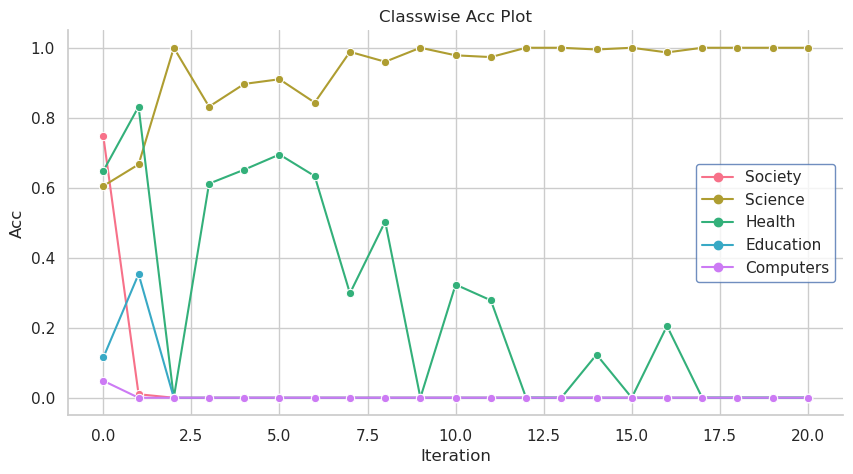 Classwise Acc Plot
1.0
0.8
0.6
0.4
0.2
0.0
Acc
Society
Science
Health
Education
Computers
0.0 2.5 5.0 7.5 10.0 12.5 15.0 17.5 20.0
Iteration